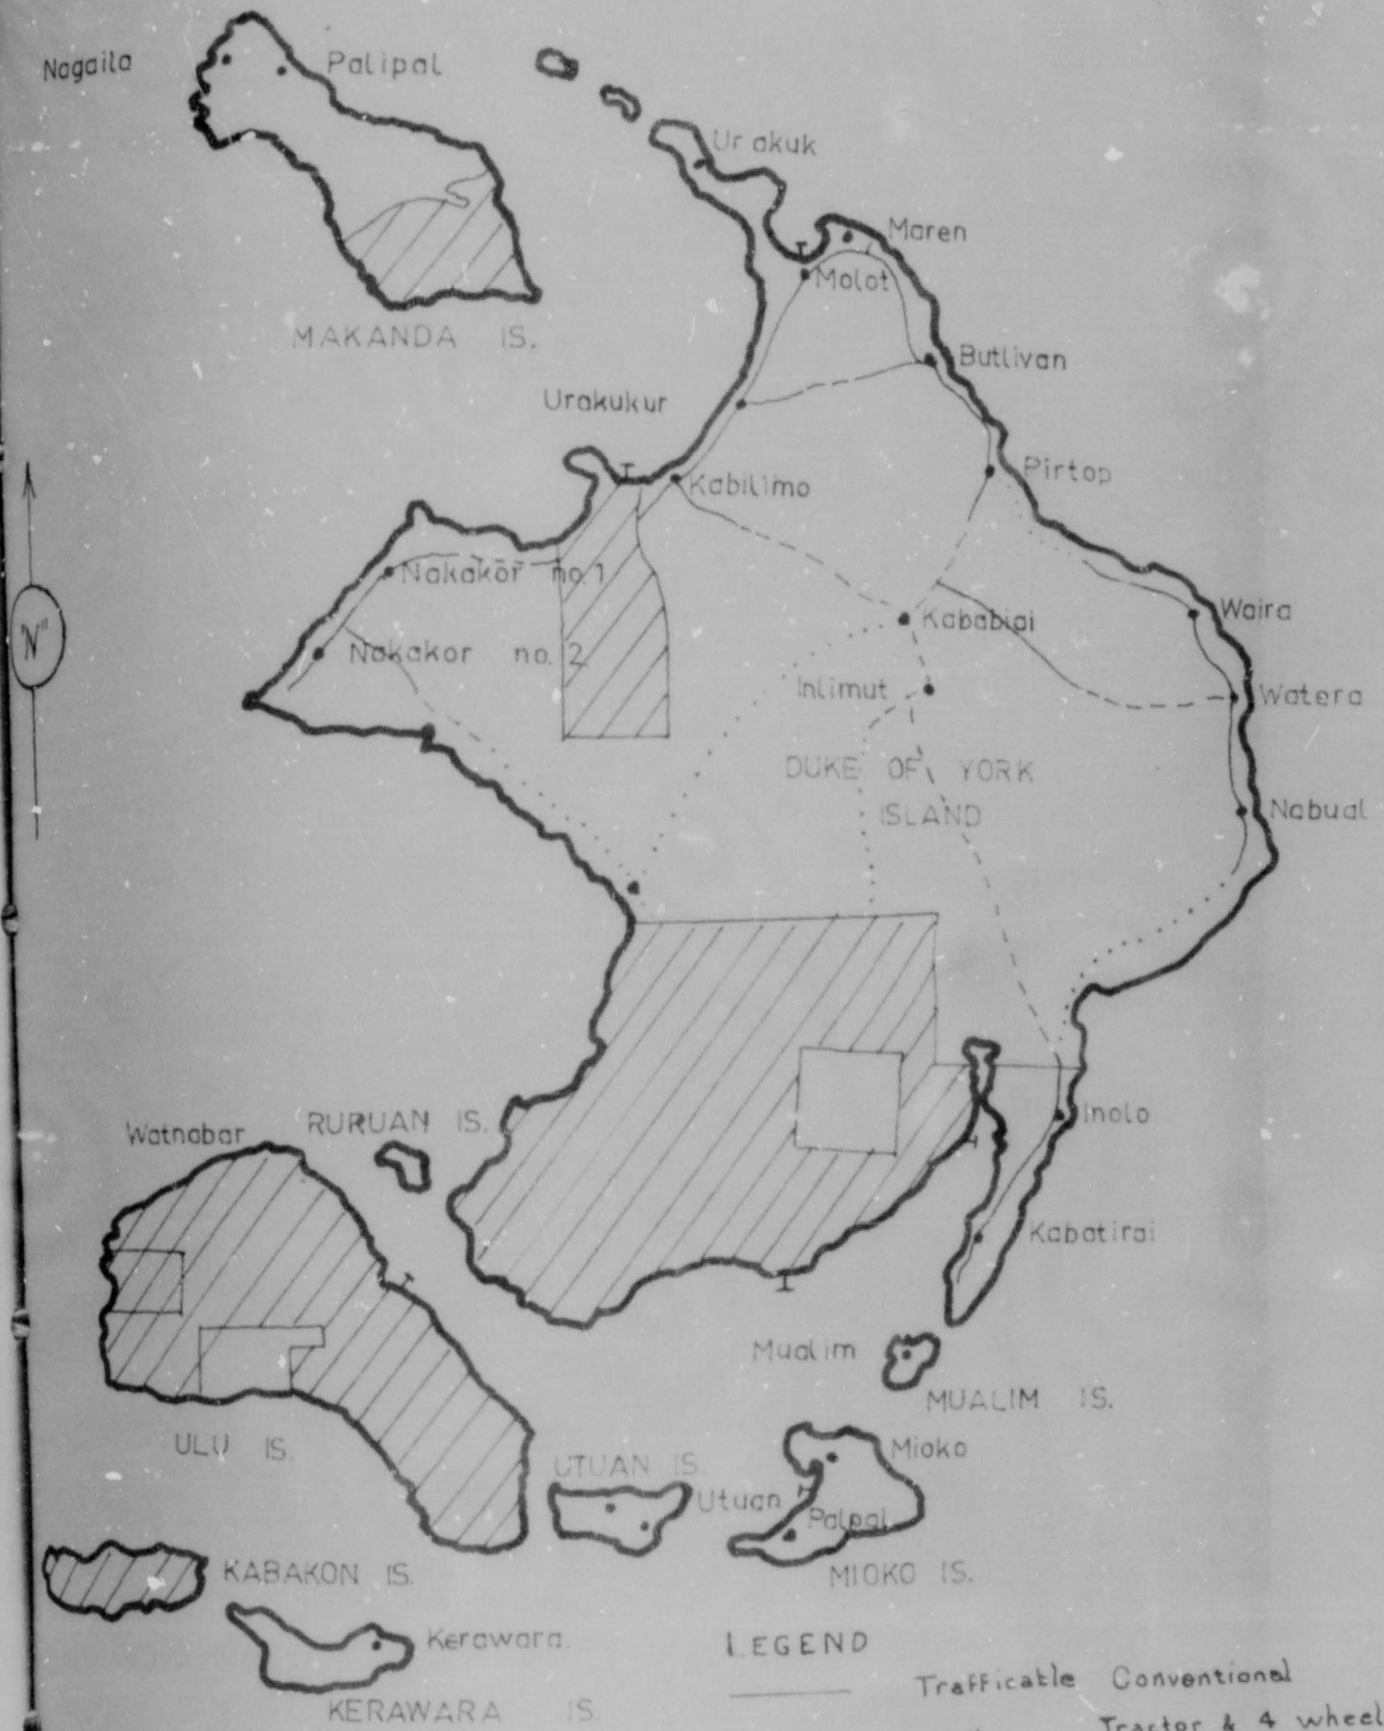 Nagaila
Palipal
Urakuk
Maren
Molot
MAKANDA IS.
Butlivan
Urakukur
Pirtop
Kabilimo
Nakakor no. 1
Waira
Kababiai
"N"
Nakakor no. 2
Inlimut
Watera
DUKE OF YORK
ISLAND
Nabual
Inolo
RURUAN IS.
Watnabar
Kabatirai
Mualim
MUALIM IS.
ULU IS.
Mioko
UTUAN IS.
Utuan
Palpal
KABAKON IS.
MIOKO IS.
Kerawara.
LEGEND
KERAWARA IS.
Trafficable Conventional
Tractor & 4 wheel